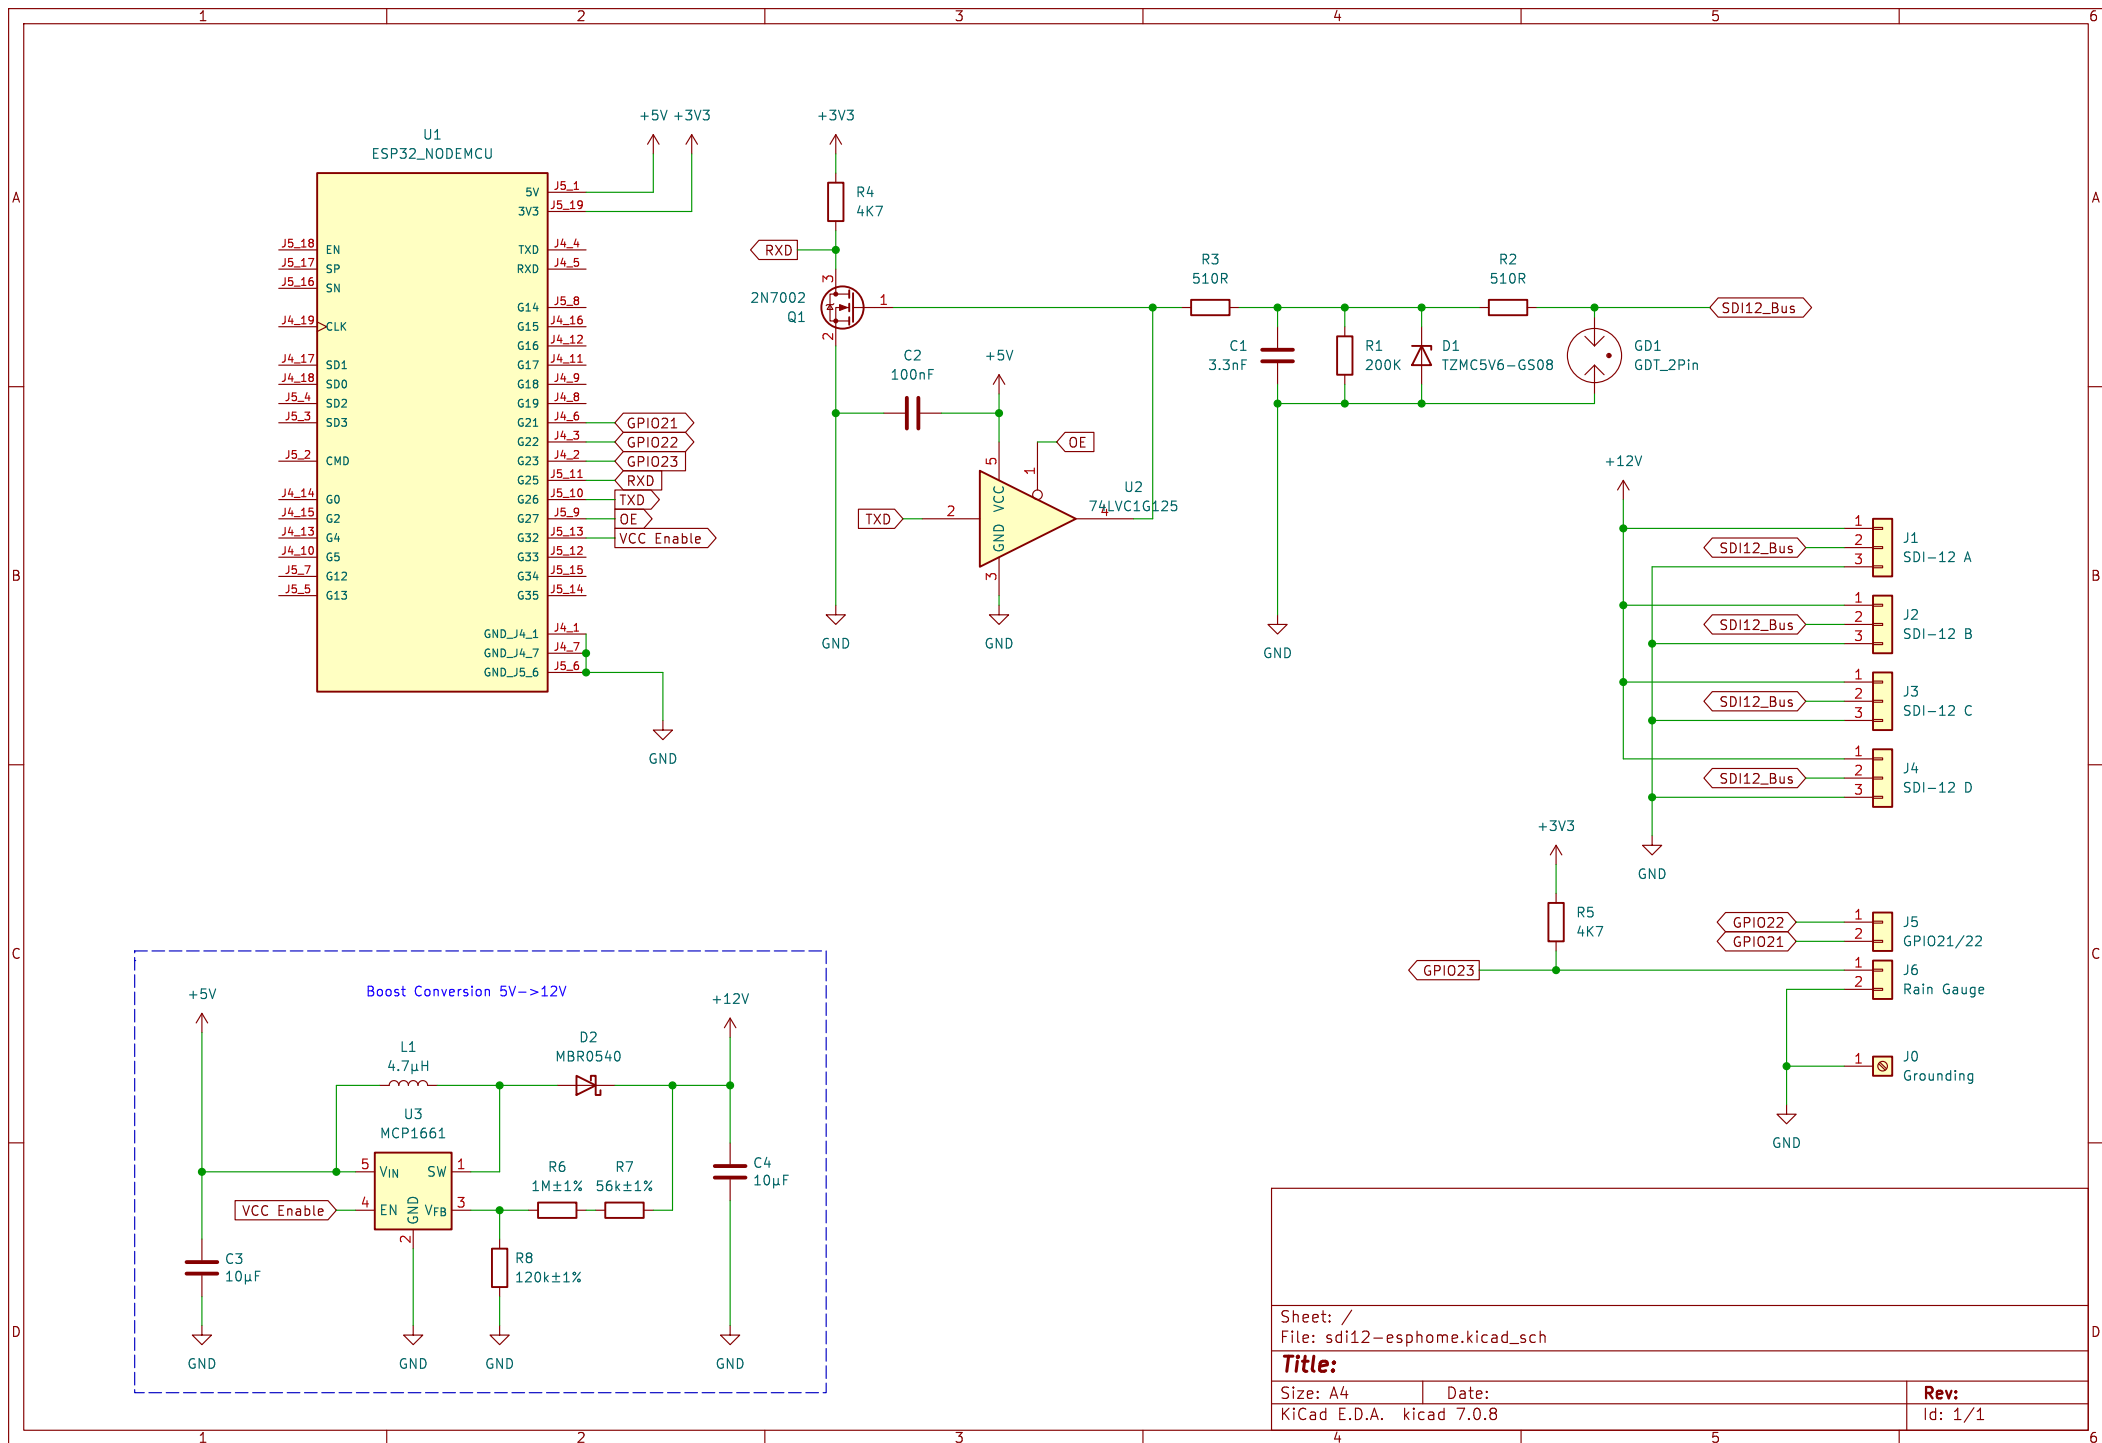 1 2 3 4 5 6
A
B
C
D
A
B
C
D
1 2 3 4 5 6
U1
ESP32_NODEMCU
+5V +3V3
J5_18 EN
J5_17 SP
J5_16 SN
J4_19 CLK
J4_17 SD1
J4_18 SD0
J5_4 SD2
J5_3 SD3
J5_2 CMD
J4_14 G0
J4_15 G2
J4_13 G4
J4_10 G5
J5_7 G12
J5_5 G13
5V J5_1
3V3 J5_19
TXD J4_4
RXD J4_5
G14 J5_8
G15 J4_16
G16 J4_12
G17 J4_11
G18 J4_9
G19 J4_8
G21 J4_6 GPIO21
G22 J4_3 GPIO22
G23 J4_2 GPIO23
G25 J5_11 RXD
G26 J5_10 TXD
G27 J5_9 OE
G32 J5_13 VCC Enable
G33 J5_12
G34 J5_15
G35 J5_14
GND_J4_1 J4_1
GND_J4_7 J4_7
GND_J5_6 J5_6
GND
+3V3
R4
4K7
RXD
3
2N7002
Q1
1
2
C2
100nF
+5V
OE
5
1
VCC
U2
74LVC1G125
TXD
2
4
GND
3
GND
GND
R3
510R
R2
510R
SDI12_Bus
C1
3.3nF
R1
200K
D1
TZMC5V6-GS08
GD1
GDT_2Pin
GND
+12V
1
SDI12_Bus 2
3
J1
SDI-12 A
1
SDI12_Bus 2
3
J2
SDI-12 B
1
SDI12_Bus 2
3
J3
SDI-12 C
1
SDI12_Bus 2
3
J4
SDI-12 D
GND
+3V3
R5
4K7
GPIO23
GPIO22 1
GPIO21 2
J5
GPIO21/22
1
2
J6
Rain Gauge
1
J0
Grounding
GND
Boost Conversion 5V->12V
+5V
+12V
L1
4.7µH
D2
MBR0540
U3
MCP1661
5 VIN SW 1
VCC Enable 4 EN VFB 3
GND
2
R6
1M±1%
R7
56k±1%
R8
120k±1%
C3
10µF
C4
10µF
GND
GND
GND
GND
Sheet: /
File: sdi12-esphome.kicad_sch
Title:
Size: A4 Date: Rev:
KiCad E.D.A. kicad 7.0.8 Id: 1/1